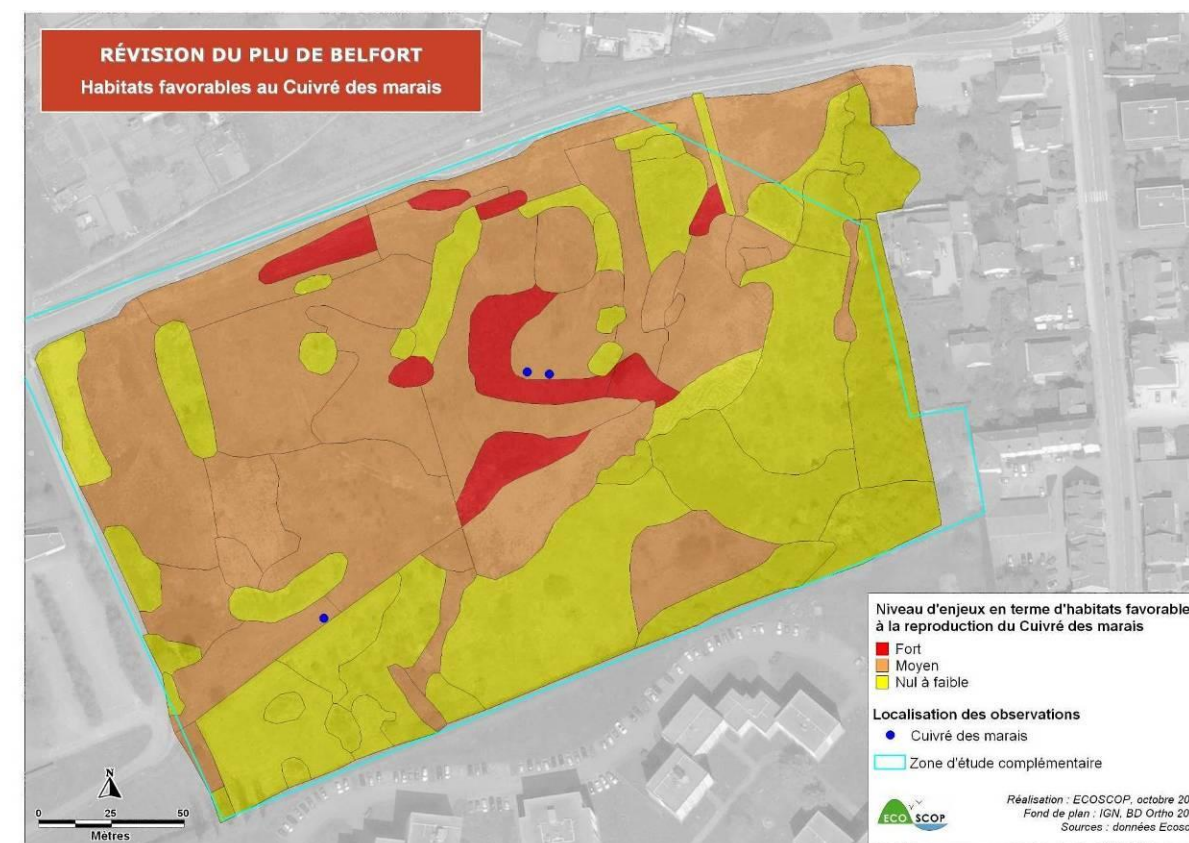 RÉVISION DU PLU DE BELFORT
Habitats favorables au Cuivré des marais
Niveau d'enjeux en terme d'habitats favorable
à la reproduction du Cuivré des marais
Fort
Moyen
Nul à faible
Localisation des observations
Cuivré des marais
Zone d'étude complémentaire
N
0 25 50
Mètres
ECO SCOP
Réalisation : ECOSCOP, octobre 20
Fond de plan : IGN, BD Ortho 20
Sources : données Ecosc